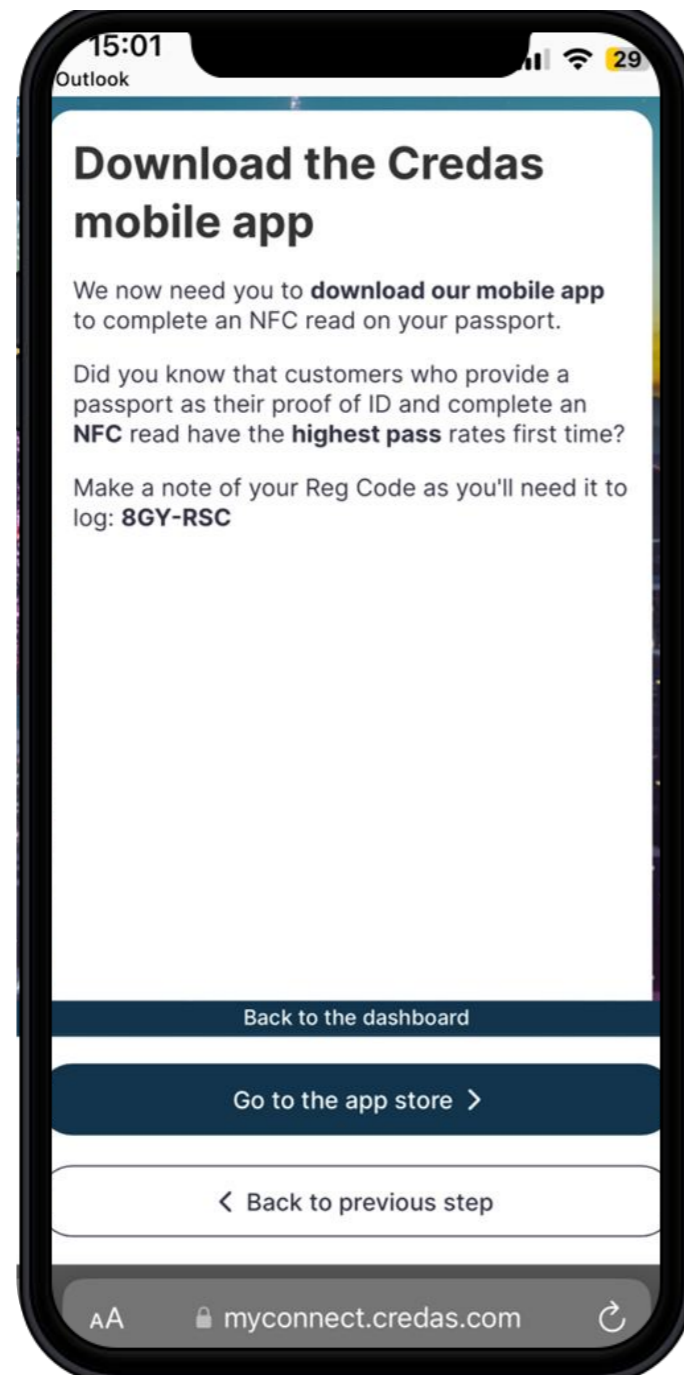 15:01
29
Outlook
Download the Credas
mobile app
We now need you to download our mobile app
to complete an NFC read on your passport.
Did you know that customers who provide a
passport as their proof of ID and complete an
NFC read have the highest pass rates first time?
Make a note of your Reg Code as you'll need it to
log: 8GY-RSC
Back to the dashboard
Go to the app store >
< Back to previous step
AA
myconnect.credas.com